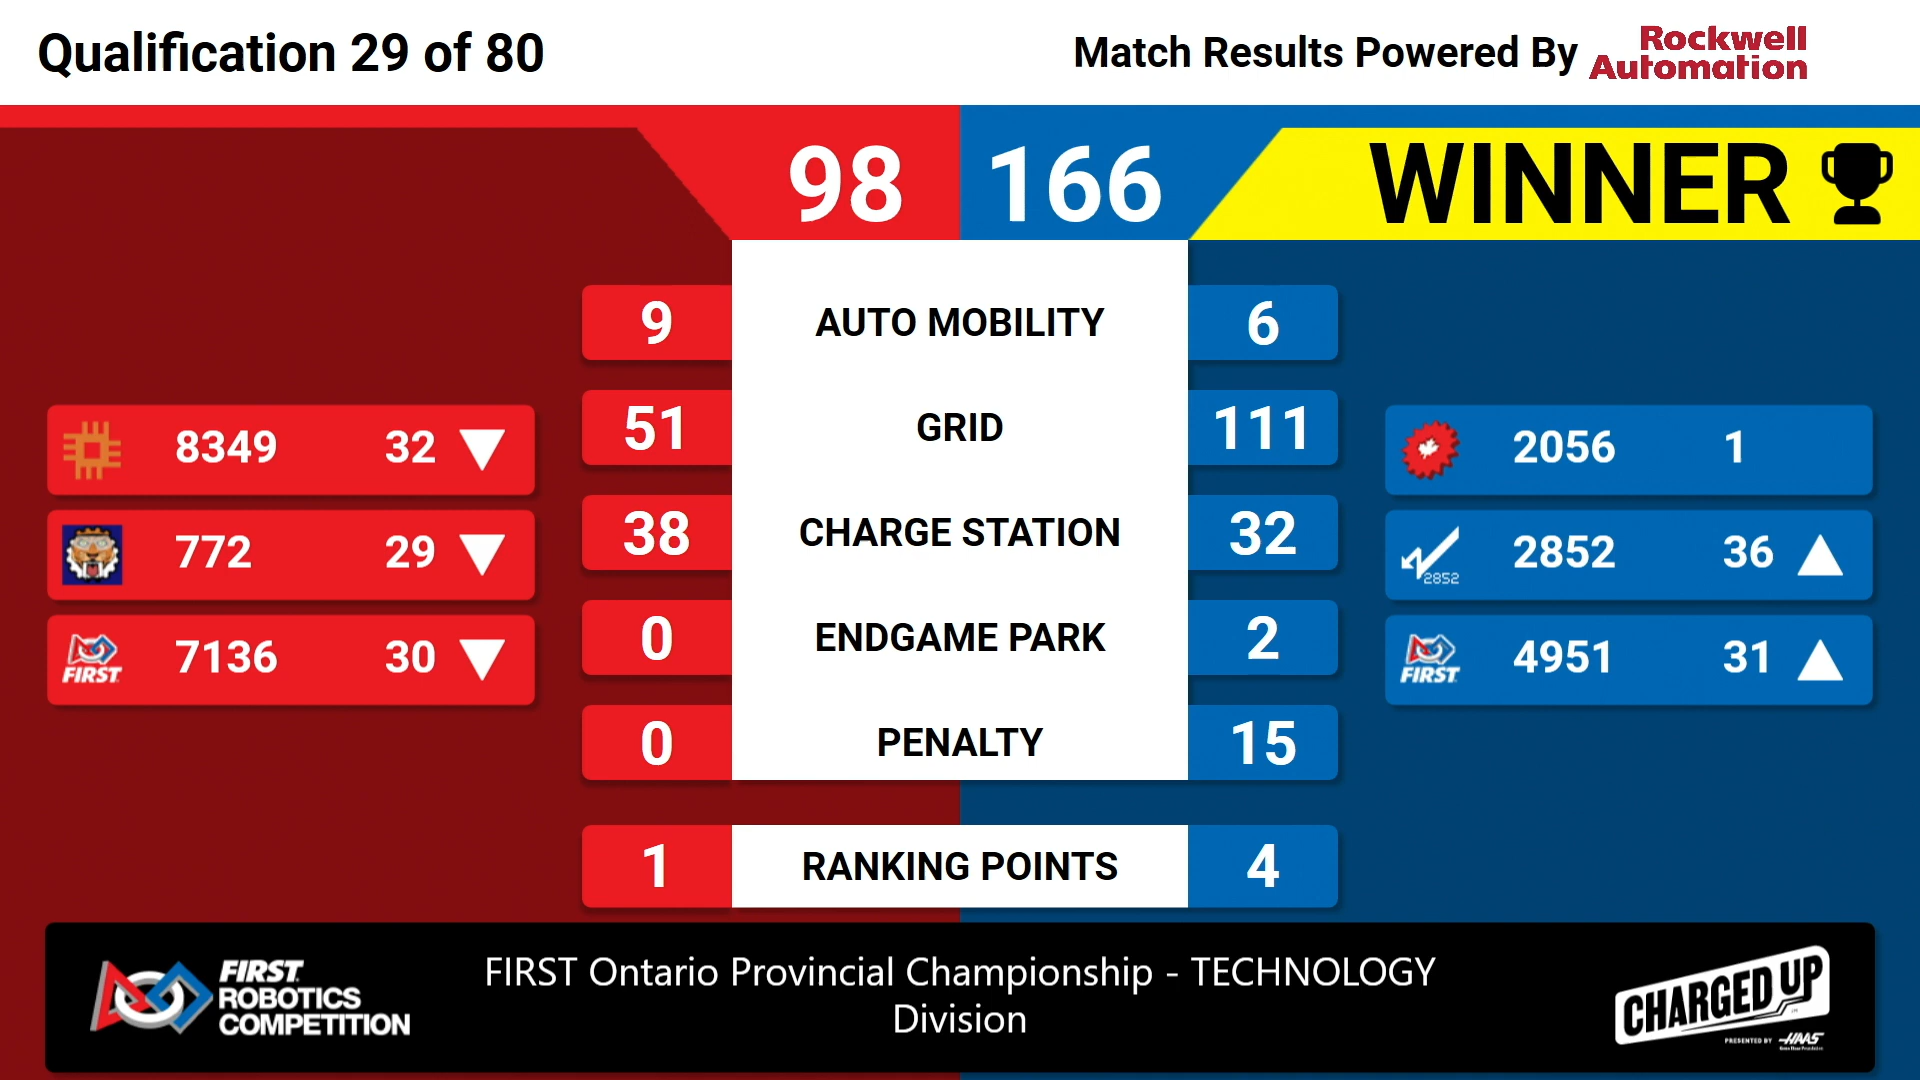 Qualification 29 of 80
Match Results Powered By
Rockwell
Automation
98 166 WINNER
9 AUTO MOBILITY 6
51 GRID 111
38 CHARGE STATION 32
0 ENDGAME PARK 2
0 PENALTY 15
1 RANKING POINTS 4
8349 32
772 29
7136 30
FIRST
2056 1
2852 36
2852
4951 31
FIRST
FIRST
ROBOTICS
COMPETITION
FIRST Ontario Provincial Championship - TECHNOLOGY
Division
CHARGED UP
PRESENTED BY HAAS